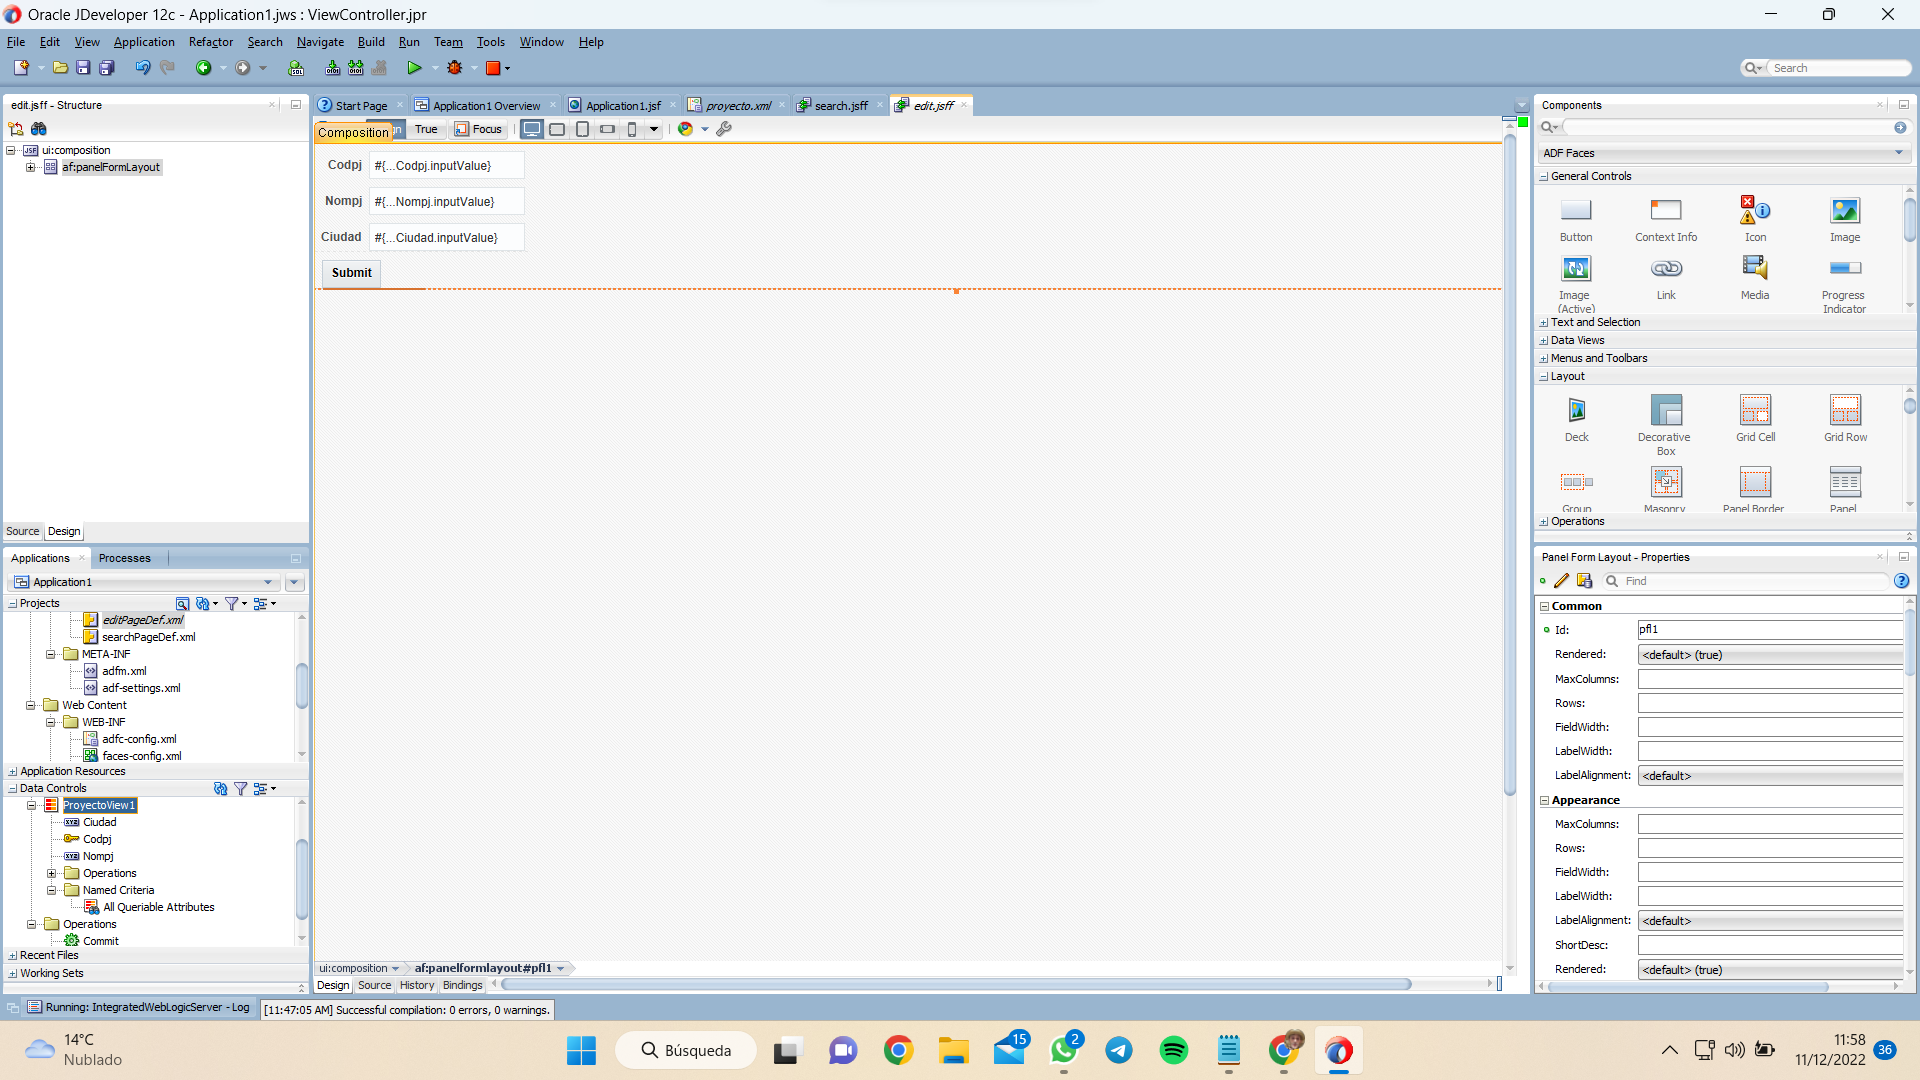 Oracle JDeveloper 12c - Application1.jws : ViewController.jpr
File Edit View Application Refactor Search Navigate Build Run Team Tools Window Help
Search
edit.jsff - Structure
ui:composition
af:panelFormLayout
Source Design
Applications Processes
Application1
Projects
editPageDef.xml
searchPageDef.xml
META-INF
adfm.xml
adf-settings.xml
Web Content
WEB-INF
adfc-config.xml
faces-config.xml
Application Resources
Data Controls
ProyectoView1
Ciudad
Codpj
Nompj
Operations
Named Criteria
All Queriable Attributes
Operations
Commit
Recent Files
Working Sets
Start Page Application1 Overview Application1.jsf proyecto.xml search.jsff edit.jsff
Composition True Focus
Codpj #{...Codpj.inputValue}
Nompj #{...Nompj.inputValue}
Ciudad #{...Ciudad.inputValue}
Submit
ui:composition af:panelformlayout#pfl1
Design Source History Bindings
Components
ADF Faces
General Controls
Button Context Info Icon Image
Image (Active) Link Media Progress Indicator
Text and Selection
Data Views
Menus and Toolbars
Layout
Deck Decorative Box Grid Cell Grid Row
Group Masonry Panel Border Panel
Operations
Panel Form Layout - Properties
Find
Common
Id: pfl1
Rendered: <default> (true)
MaxColumns:
Rows:
FieldWidth:
LabelWidth:
LabelAlignment: <default>
Appearance
MaxColumns:
Rows:
FieldWidth:
LabelWidth:
LabelAlignment: <default>
ShortDesc:
Rendered: <default> (true)
Running: IntegratedWebLogicServer - Log [11:47:05 AM] Successful compilation: 0 errors, 0 warnings.
14°C
Nublado
Búsqueda
15
2
11:58
11/12/2022
36